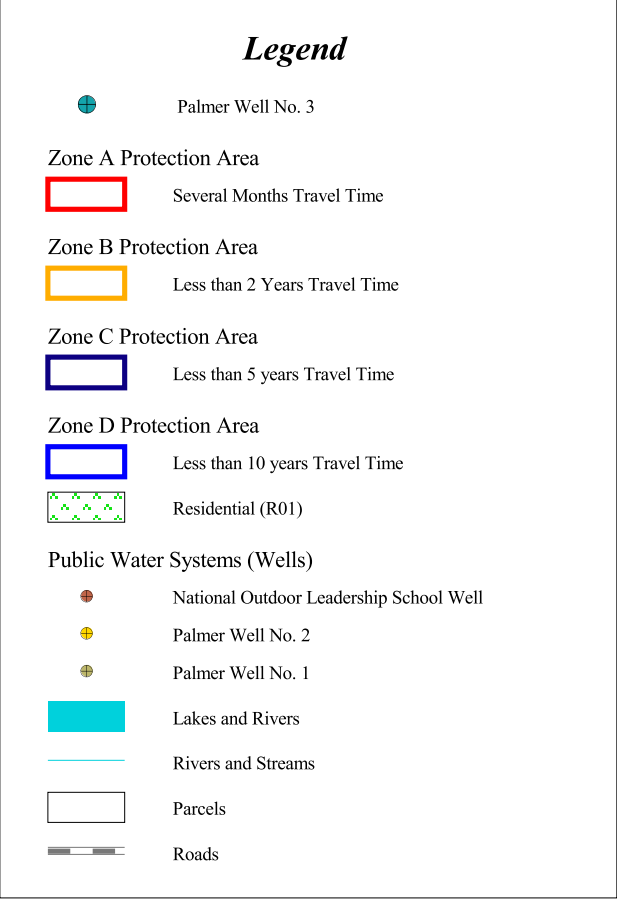 Legend
Palmer Well No. 3
Zone A Protection Area
Several Months Travel Time
Zone B Protection Area
Less than 2 Years Travel Time
Zone C Protection Area
Less than 5 years Travel Time
Zone D Protection Area
Less than 10 years Travel Time
Residential (R01)
Public Water Systems (Wells)
National Outdoor Leadership School Well
Palmer Well No. 2
Palmer Well No. 1
Lakes and Rivers
Rivers and Streams
Parcels
Roads